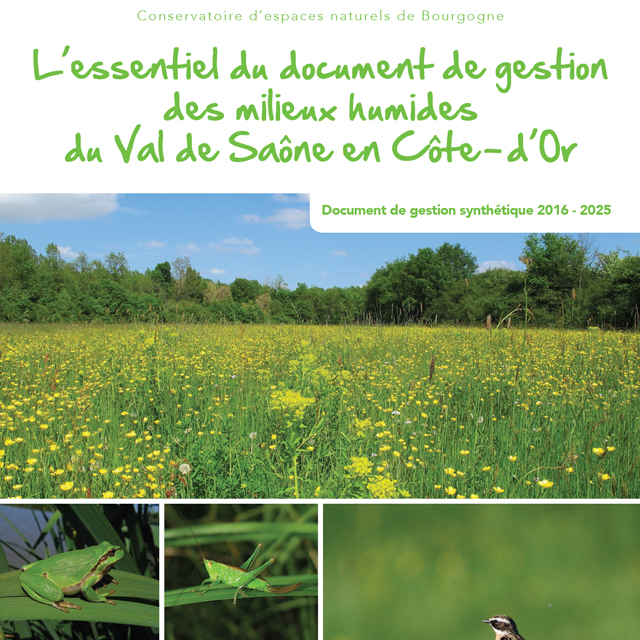 Conservatoire d'espaces naturels de Bourgogne
L'essentiel du document de gestion
des milieux humides
du Val de Saône en Côte-d'Or
Document de gestion synthétique 2016 - 2025